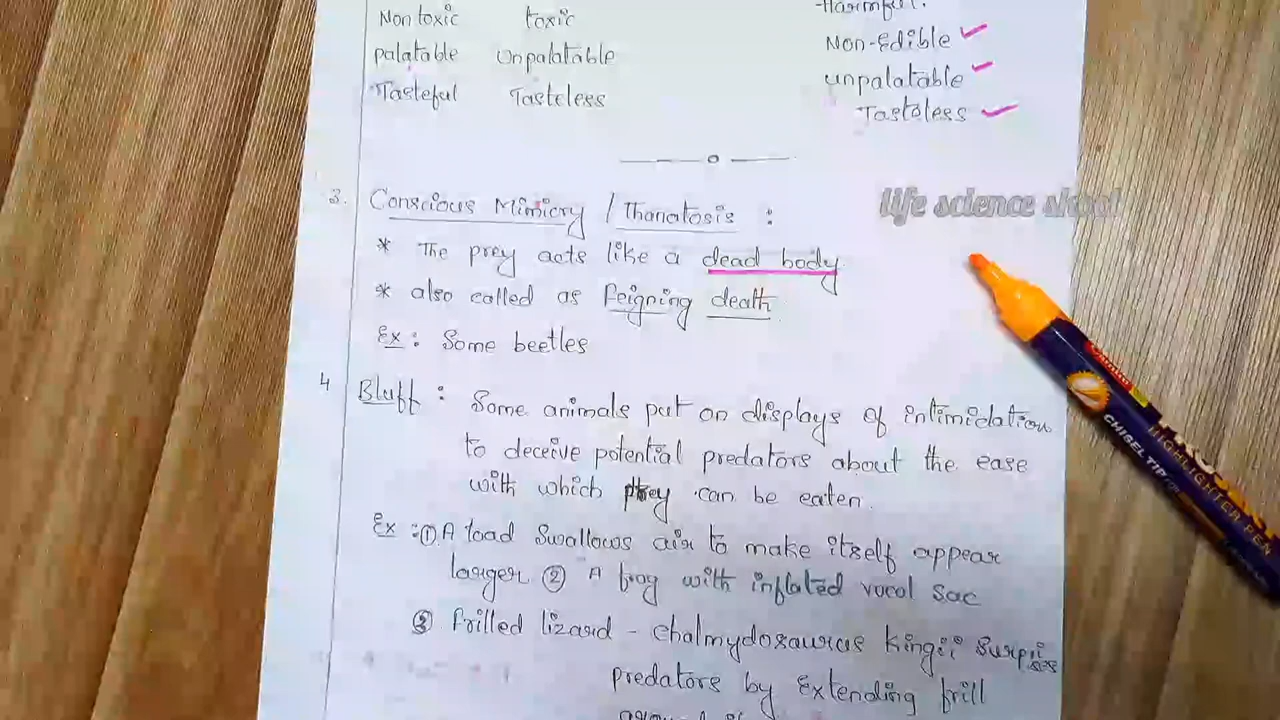 Harmful.
Non toxic toxic
Non-Edible
palatable Unpalatable
unpalatable
Tasteful Tasteless
Tasteless
3. Conscious Mimicry / Thanatosis :
life science
* The prey acts like a dead body
* also called as feigning death
Ex: Some beetles
4 Bluff : Some animals put on displays of intimidation
to deceive potential predators about the ease
with which they can be eaten.
Ex :① A toad Swallows air to make itself appear
larger ② A frog with inflated vocal sac
③ frilled lizard - chalmydosaurus kingii Surprises
predators by extending frill
HIGHLIGHTER PEN
CHISEL TIP